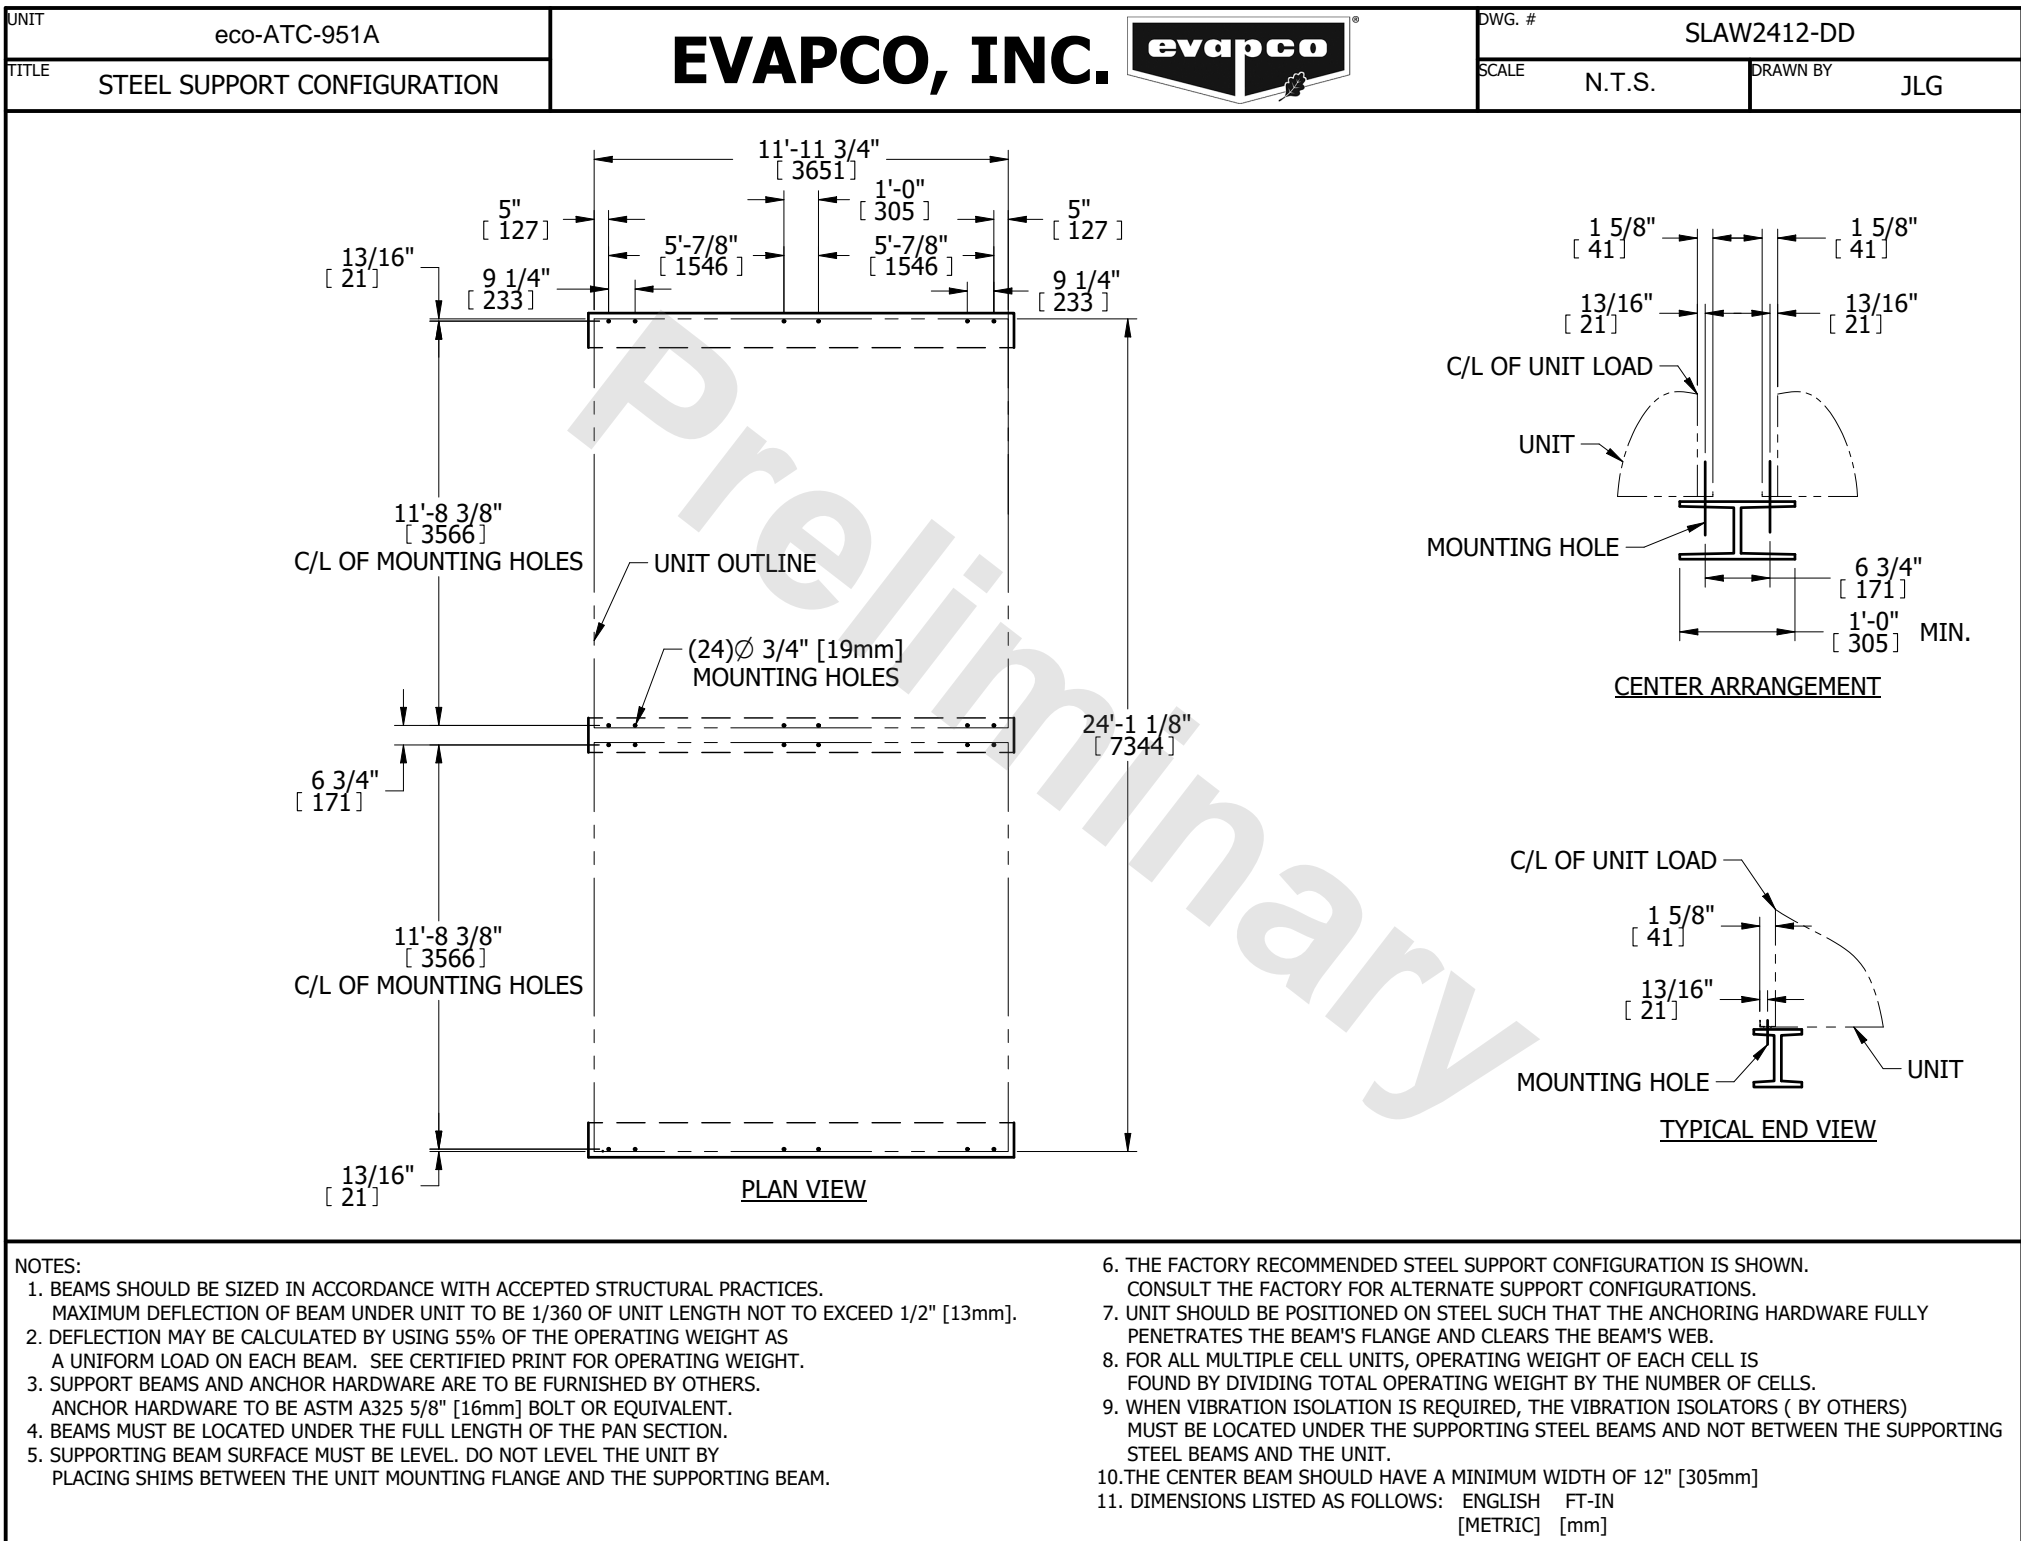 UNIT
eco-ATC-951A
TITLE
STEEL SUPPORT CONFIGURATION
EVAPCO, INC.
evapco
®
DWG. #
SLAW2412-DD
SCALE
N.T.S.
DRAWN BY
JLG
11'-11 3/4"
[ 3651 ]
1'-0"
[ 305 ]
5"
[ 127 ]
5"
[ 127 ]
5'-7/8"
[ 1546 ]
5'-7/8"
[ 1546 ]
13/16"
[ 21 ]
9 1/4"
[ 233 ]
9 1/4"
[ 233 ]
11'-8 3/8"
[ 3566 ]
C/L OF MOUNTING HOLES
UNIT OUTLINE
(24)∅ 3/4" [19mm]
MOUNTING HOLES
24'-1 1/8"
[ 7344 ]
6 3/4"
[ 171 ]
11'-8 3/8"
[ 3566 ]
C/L OF MOUNTING HOLES
13/16"
[ 21 ]
PLAN VIEW
Preliminary
1 5/8"
[ 41 ]
1 5/8"
[ 41 ]
13/16"
[ 21 ]
13/16"
[ 21 ]
C/L OF UNIT LOAD
UNIT
MOUNTING HOLE
6 3/4"
[ 171 ]
1'-0"
[ 305 ] MIN.
CENTER ARRANGEMENT
C/L OF UNIT LOAD
1 5/8"
[ 41 ]
13/16"
[ 21 ]
MOUNTING HOLE
UNIT
TYPICAL END VIEW
NOTES:
1. BEAMS SHOULD BE SIZED IN ACCORDANCE WITH ACCEPTED STRUCTURAL PRACTICES.
MAXIMUM DEFLECTION OF BEAM UNDER UNIT TO BE 1/360 OF UNIT LENGTH NOT TO EXCEED 1/2" [13mm].
2. DEFLECTION MAY BE CALCULATED BY USING 55% OF THE OPERATING WEIGHT AS
A UNIFORM LOAD ON EACH BEAM. SEE CERTIFIED PRINT FOR OPERATING WEIGHT.
3. SUPPORT BEAMS AND ANCHOR HARDWARE ARE TO BE FURNISHED BY OTHERS.
ANCHOR HARDWARE TO BE ASTM A325 5/8" [16mm] BOLT OR EQUIVALENT.
4. BEAMS MUST BE LOCATED UNDER THE FULL LENGTH OF THE PAN SECTION.
5. SUPPORTING BEAM SURFACE MUST BE LEVEL. DO NOT LEVEL THE UNIT BY
PLACING SHIMS BETWEEN THE UNIT MOUNTING FLANGE AND THE SUPPORTING BEAM.
6. THE FACTORY RECOMMENDED STEEL SUPPORT CONFIGURATION IS SHOWN.
CONSULT THE FACTORY FOR ALTERNATE SUPPORT CONFIGURATIONS.
7. UNIT SHOULD BE POSITIONED ON STEEL SUCH THAT THE ANCHORING HARDWARE FULLY
PENETRATES THE BEAM'S FLANGE AND CLEARS THE BEAM'S WEB.
8. FOR ALL MULTIPLE CELL UNITS, OPERATING WEIGHT OF EACH CELL IS
FOUND BY DIVIDING TOTAL OPERATING WEIGHT BY THE NUMBER OF CELLS.
9. WHEN VIBRATION ISOLATION IS REQUIRED, THE VIBRATION ISOLATORS ( BY OTHERS)
MUST BE LOCATED UNDER THE SUPPORTING STEEL BEAMS AND NOT BETWEEN THE SUPPORTING
STEEL BEAMS AND THE UNIT.
10.THE CENTER BEAM SHOULD HAVE A MINIMUM WIDTH OF 12" [305mm]
11. DIMENSIONS LISTED AS FOLLOWS: ENGLISH FT-IN
[METRIC] [mm]